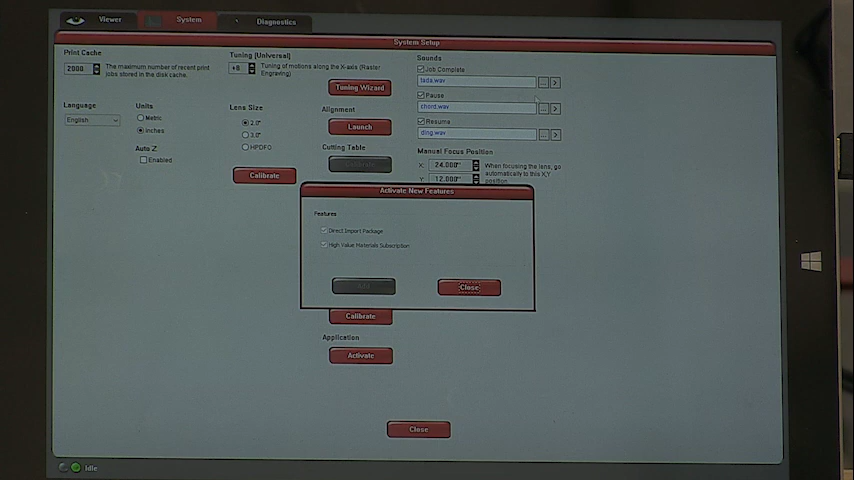 Viewer
System
Diagnostics
System Setup
Print Cache
2000
The maximum number of recent print
jobs stored in the disk cache.
Tuning [Universal]
+8
Tuning of motions along the X-axis (Raster
Engraving)
Tuning Wizard
Sounds
Job Complete
tada.wav
...
>
Pause
chord.wav
...
>
Resume
ding.wav
...
>
Language
English
Units
Metric
Inches
Auto Z
Enabled
Lens Size
2.0"
3.0"
HPDFO
Calibrate
Alignment
Launch
Cutting Table
Calibrate
Manual Focus Position
X: 24.000"
Y: 12.000"
When focusing the lens, go
automatically to this X,Y
position.
Activate New Features
Features
Direct Import Package
High Value Materials Subscription
Close
Calibrate
Application
Activate
Close
Idle